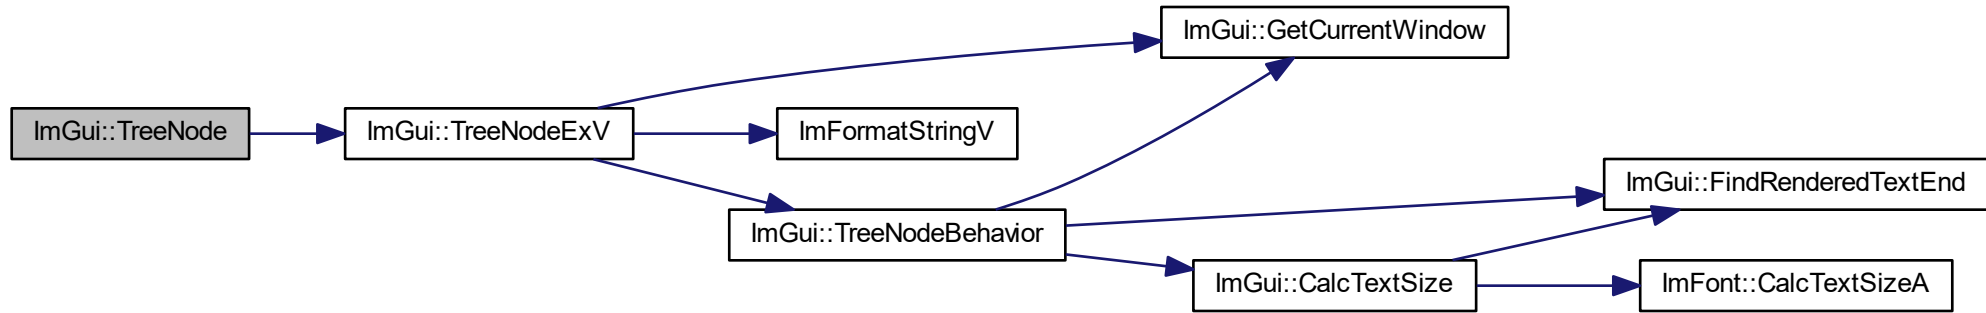 ImGui::GetCurrentWindow
ImGui::TreeNode
ImGui::TreeNodeExV
ImFormatStringV
ImGui::FindRenderedTextEnd
ImGui::TreeNodeBehavior
ImGui::CalcTextSize
ImFont::CalcTextSizeA